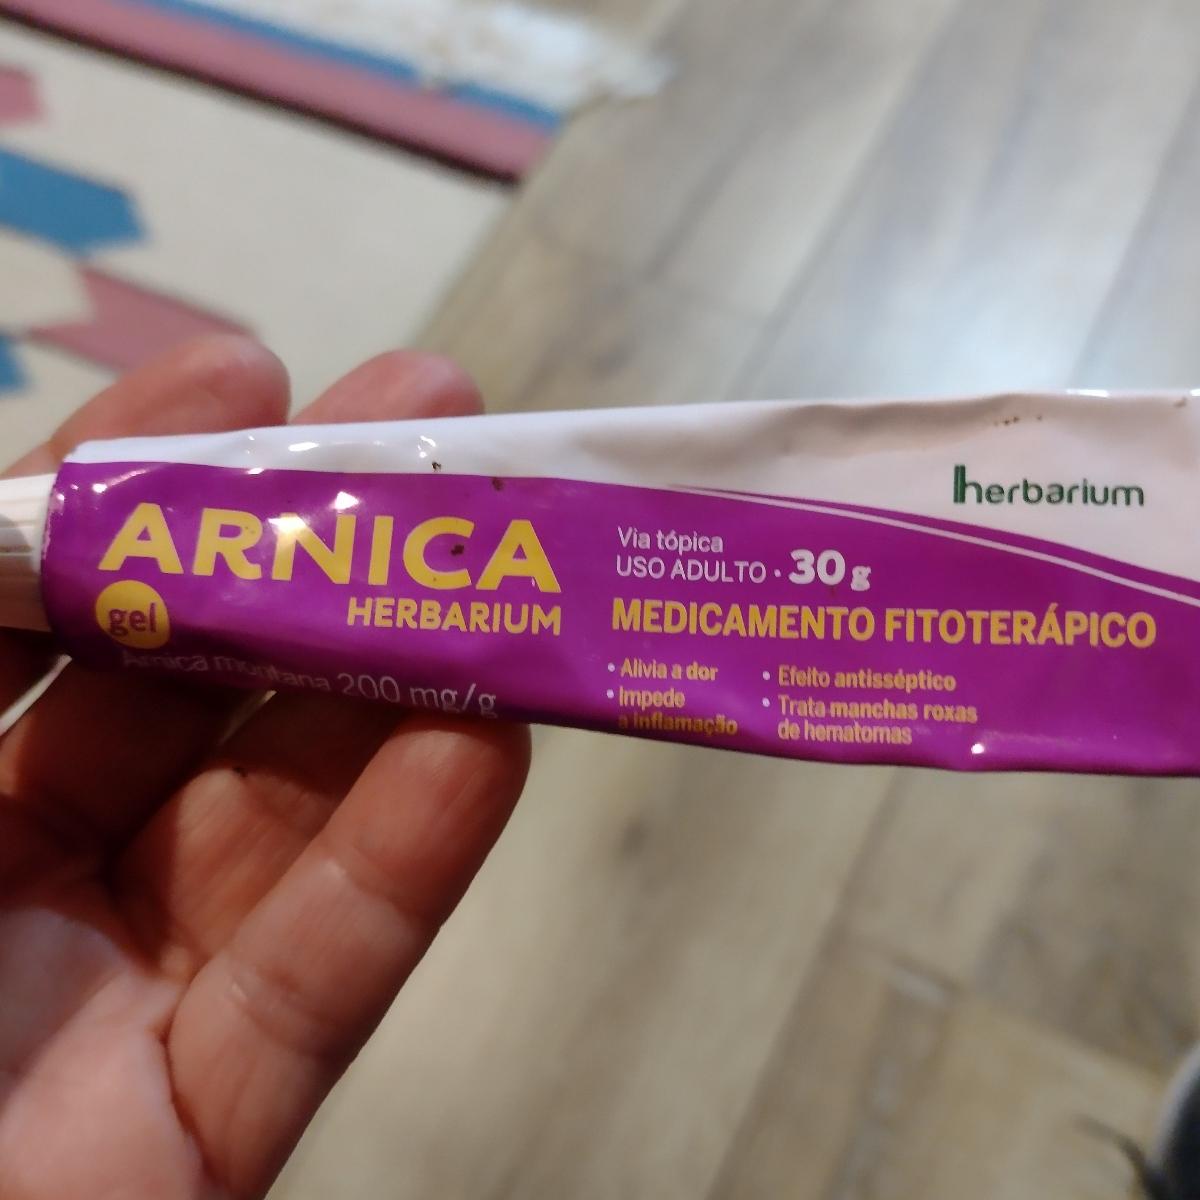 herbarium
ARNICA
HERBARIUM
gel
Arnica montana 200 mg/g
Via tópica
USO ADULTO • 30 g
MEDICAMENTO FITOTERÁPICO
• Alivia a dor
• Impede
a inflamação
• Efeito antisséptico
• Trata manchas roxas
de hematomas